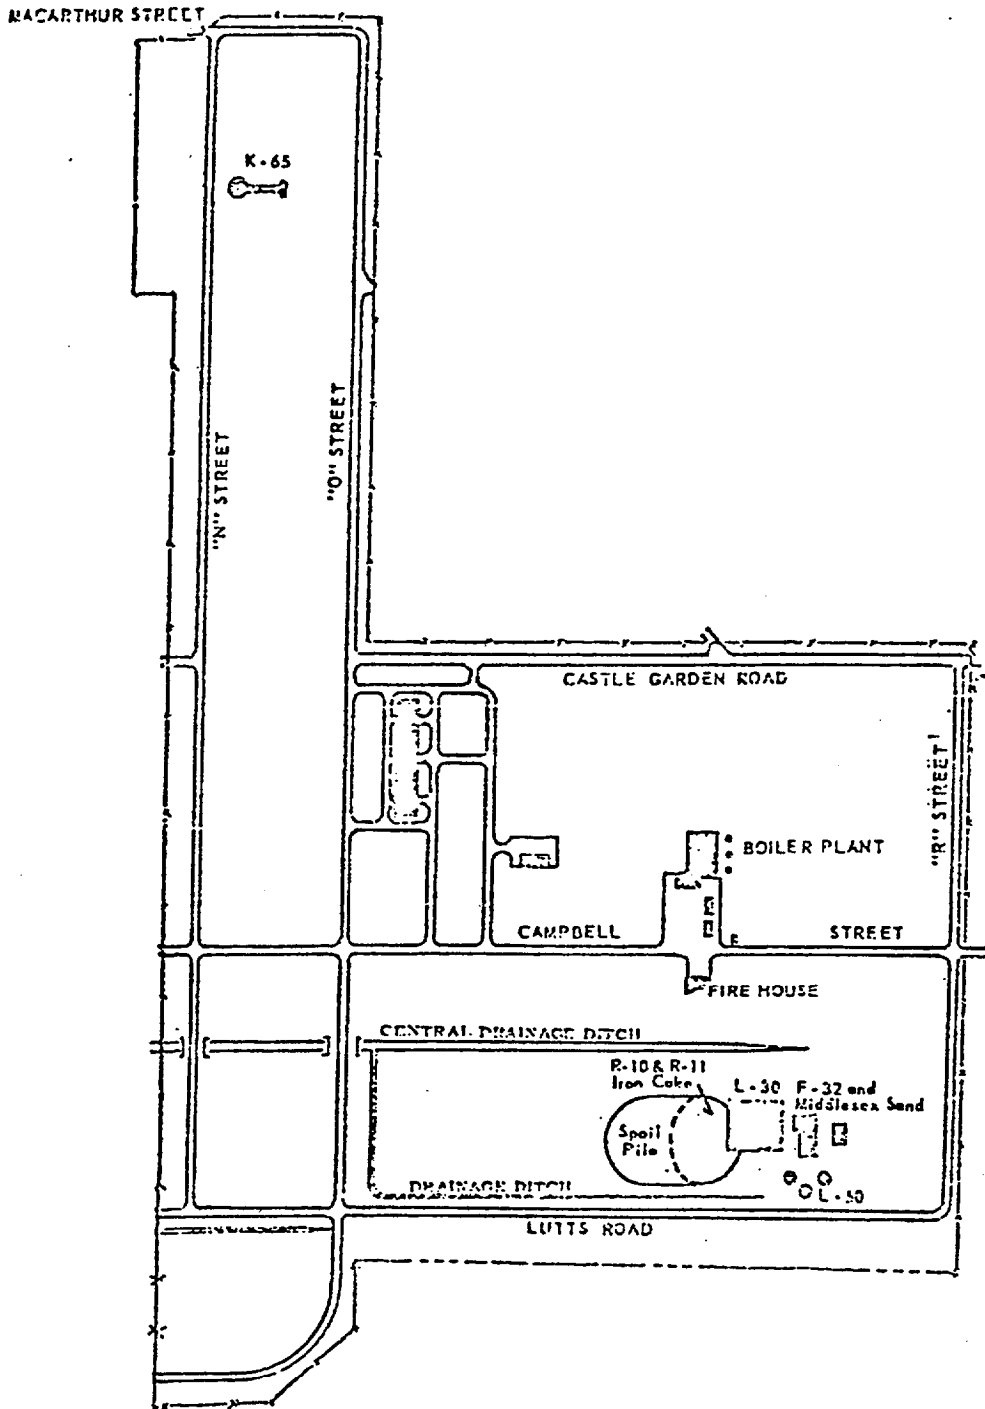 MACARTHUR STREET
K-65
"N" STREET
"O" STREET
CASTLE GARDEN ROAD
"R" STREET
BOILER PLANT
CAMPBELL STREET
FIRE HOUSE
CENTRAL DRAINAGE DITCH
R-10 & R-11
Iron Cake
L-30
F-32 and
Middlesex Sand
Spoil
Pile
DRAINAGE DITCH
L-50
LUTTS ROAD